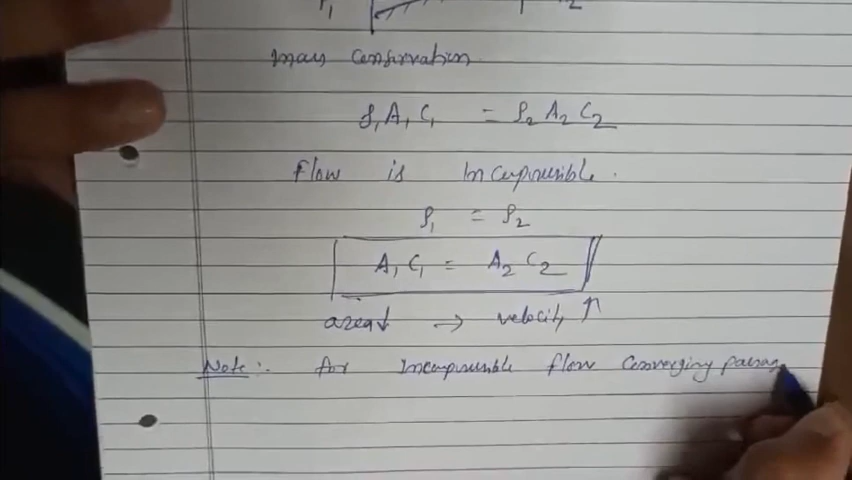 mass conservation
ρ₁A₁C₁ = ρ₂A₂C₂
flow is Incompressible.
ρ₁ = ρ₂
A₁C₁ = A₂C₂
area↓ → velocity↑
Note:- for Incompressible flow Converging passag